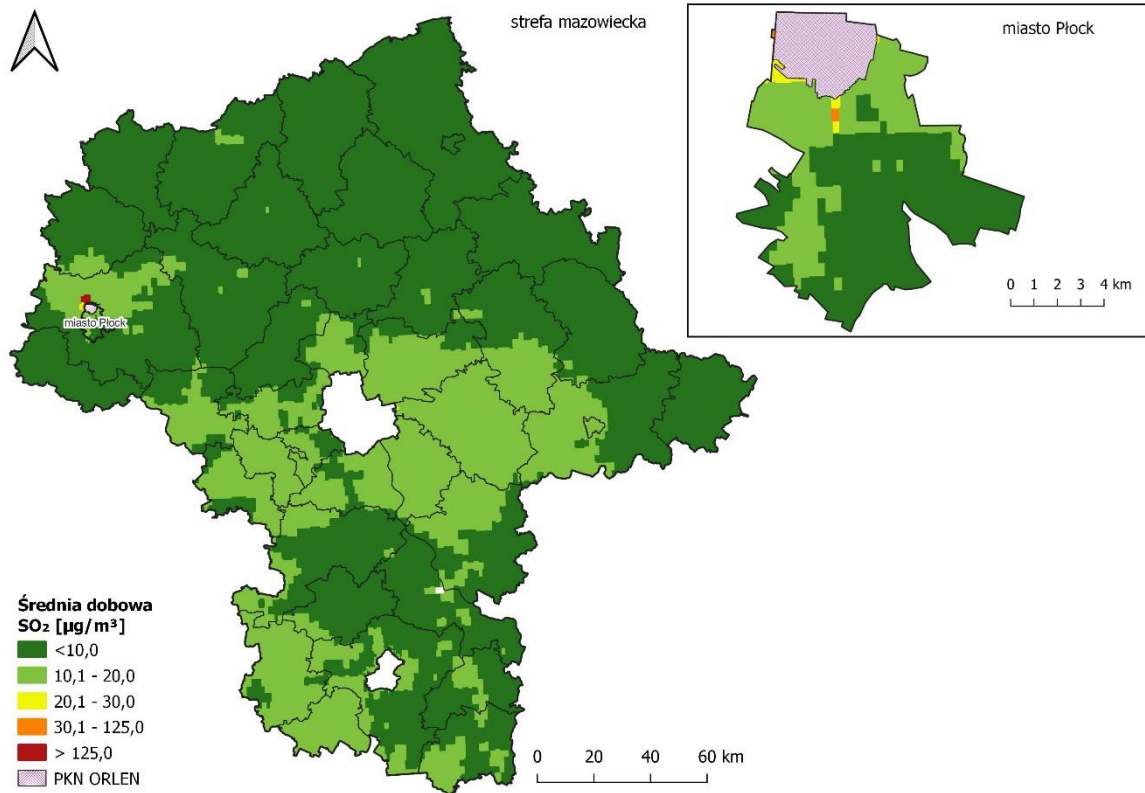 strefa mazowiecka
miasto Płock
0 1 2 3 4 km
miasto Płock
Średnia dobowa
SO₂ [µg/m³]
<10,0
10,1 - 20,0
20,1 - 30,0
30,1 - 125,0
> 125,0
PKN ORLEN
0 20 40 60 km